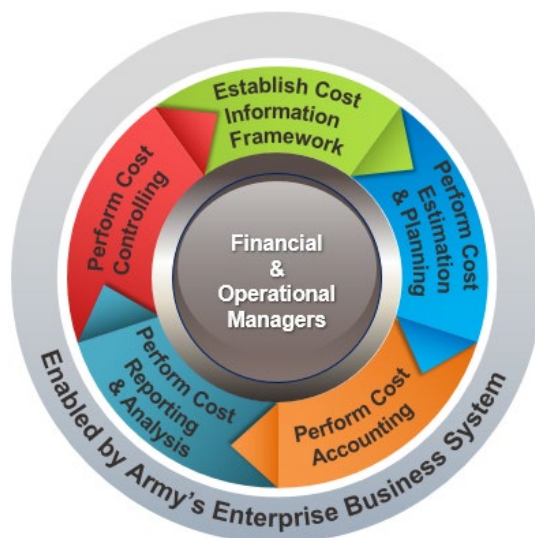 Establish Cost
Information
Framework
Perform Cost
Estimation
& Planning
Perform Cost
Accounting
Perform Cost
Reporting
& Analysis
Perform Cost
Controlling
Financial
&
Operational
Managers
Enabled by Army's Enterprise Business System